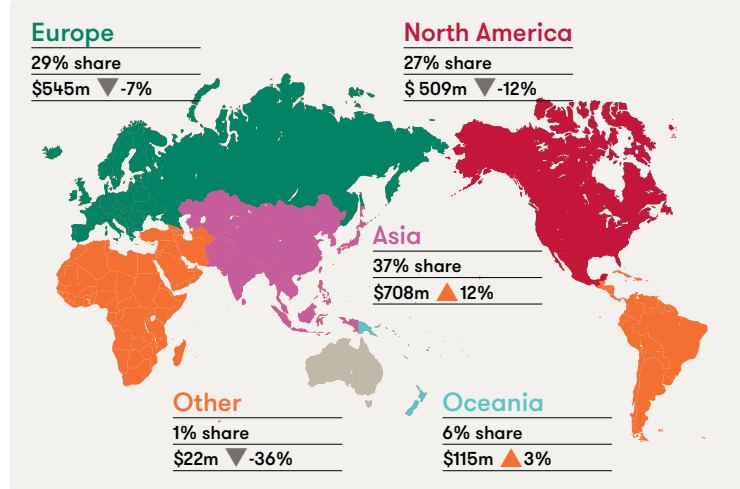 Europe
29% share
$545m ▼ -7%
North America
27% share
$ 509m ▼ -12%
Asia
37% share
$708m ▲ 12%
Other
1% share
$22m ▼ -36%
Oceania
6% share
$115m ▲ 3%